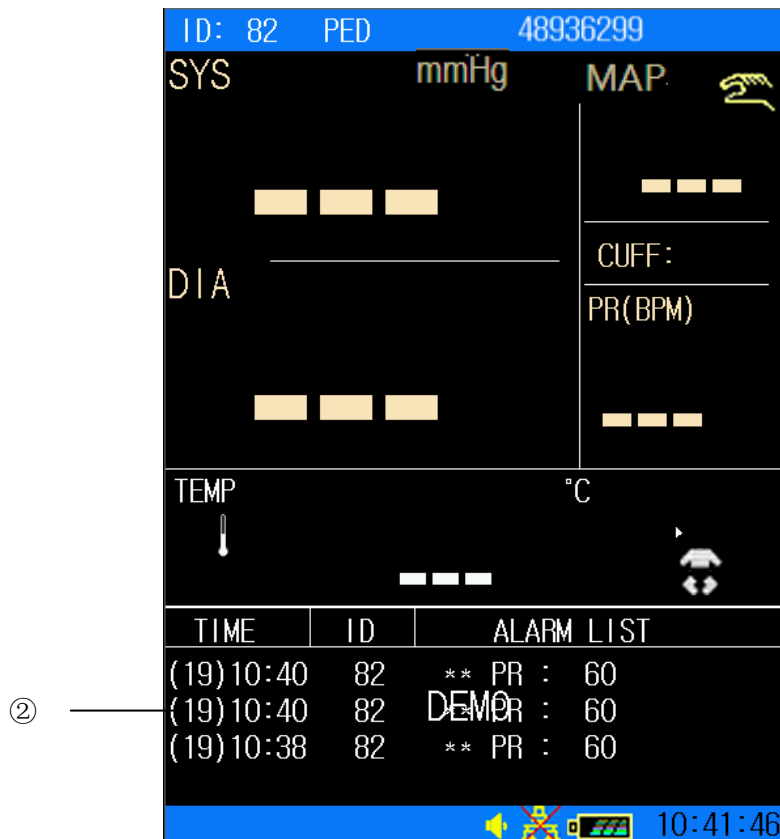 ID: 82 PED 48936299
SYS mmHg MAP
--- ---
CUFF:
DIA
PR(BPM)
--- ---
TEMP °C
---
TIME ID ALARM LIST
(19)10:40 82 ** PR : 60
② (19)10:40 82 ** PR : 60
DEMO
(19)10:38 82 ** PR : 60
10:41:46